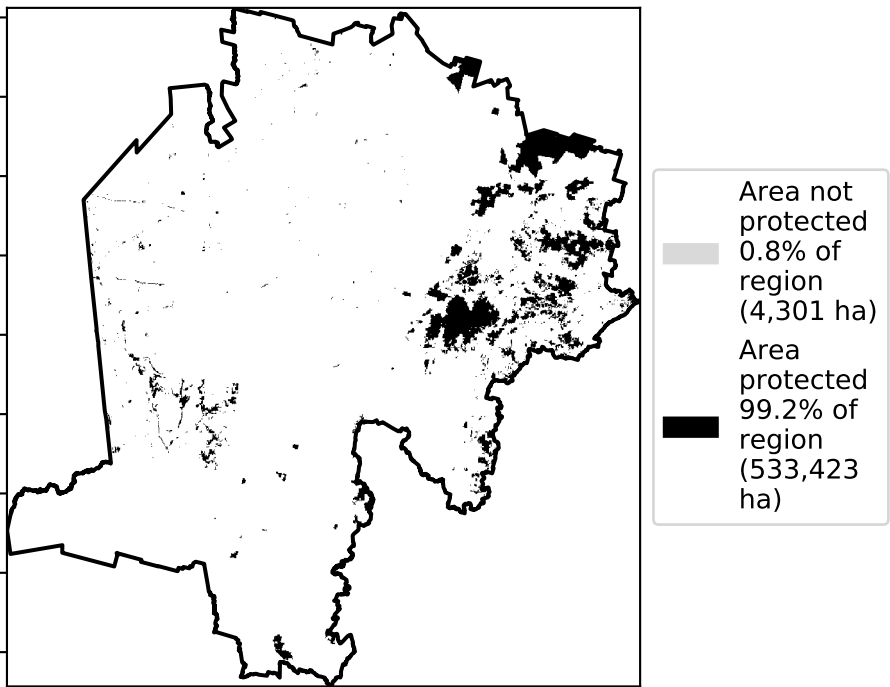 Area not
protected
0.8% of
region
(4,301 ha)
Area
protected
99.2% of
region
(533,423
ha)